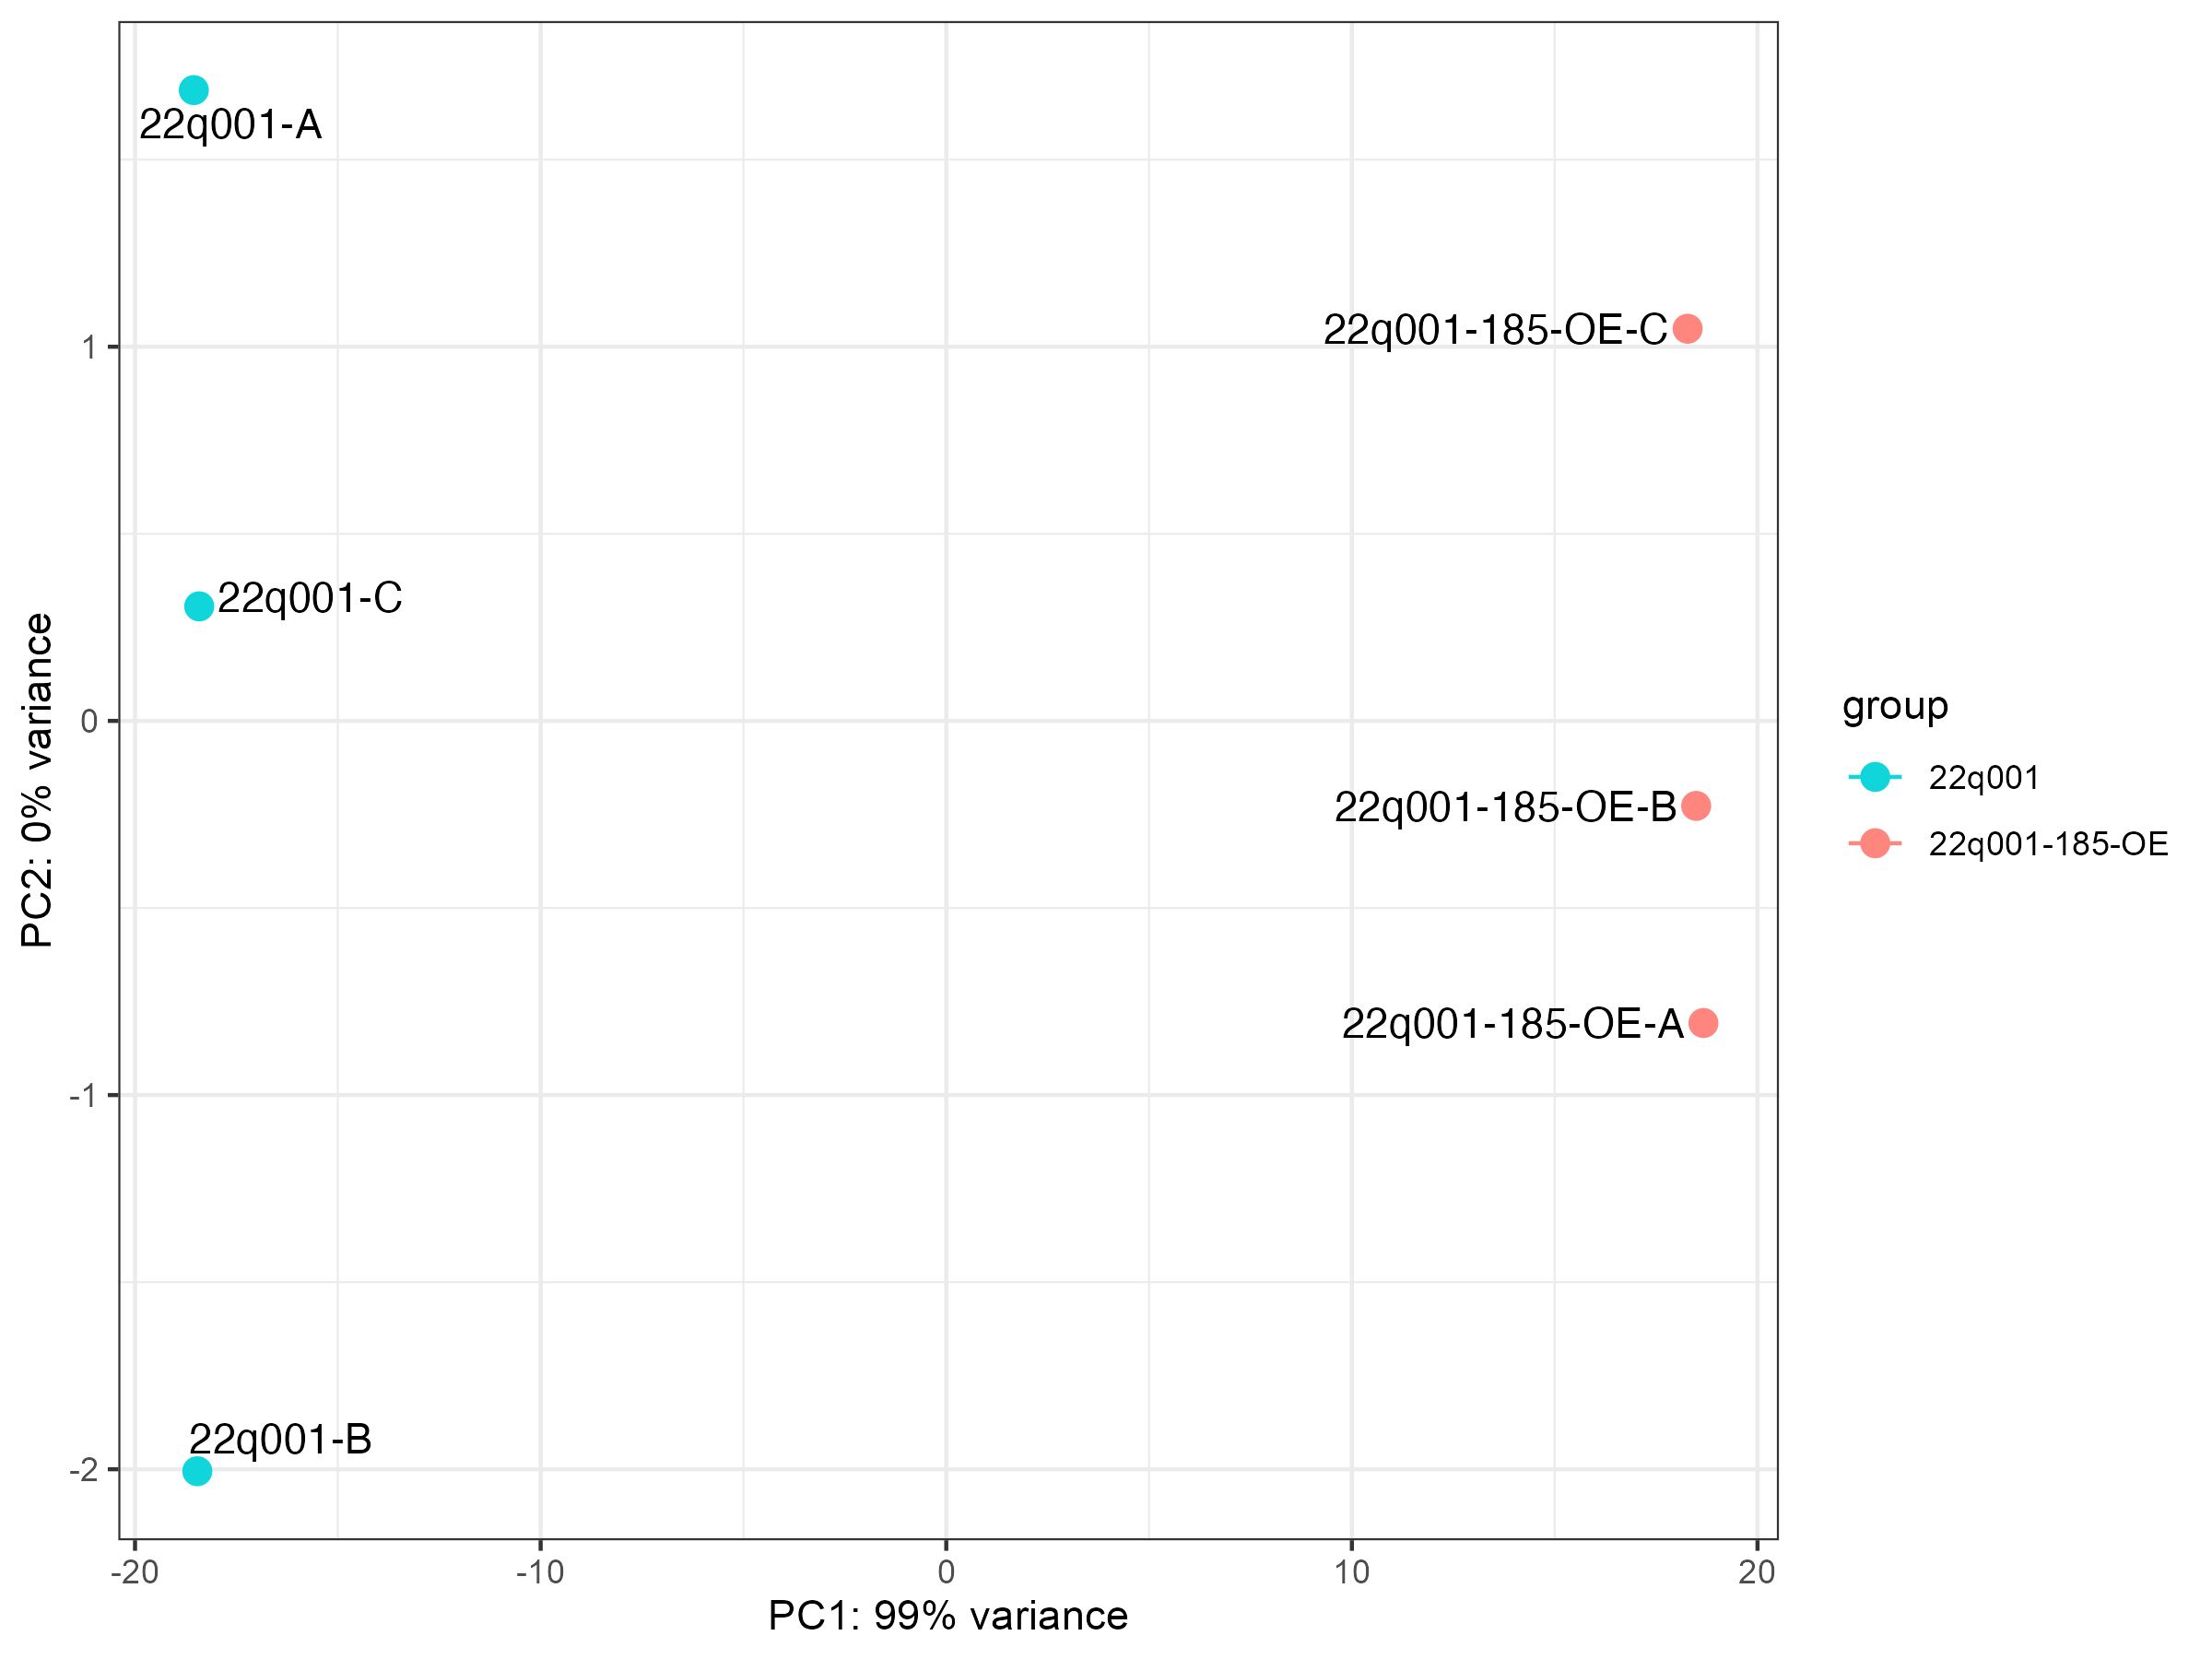 22q001-A
22q001-185-OE-C
22q001-C
22q001-185-OE-B
22q001-185-OE-A
22q001-B
1
0
-1
-2
PC2: 0% variance
-20
-10
0
10
20
PC1: 99% variance
group
22q001
22q001-185-OE